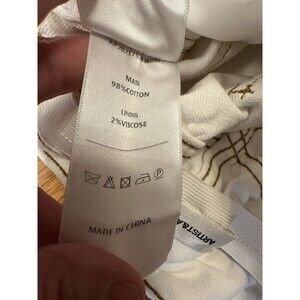 MAIN
98%COTTON
LINING
2%VISCOSE
MADE IN CHINA